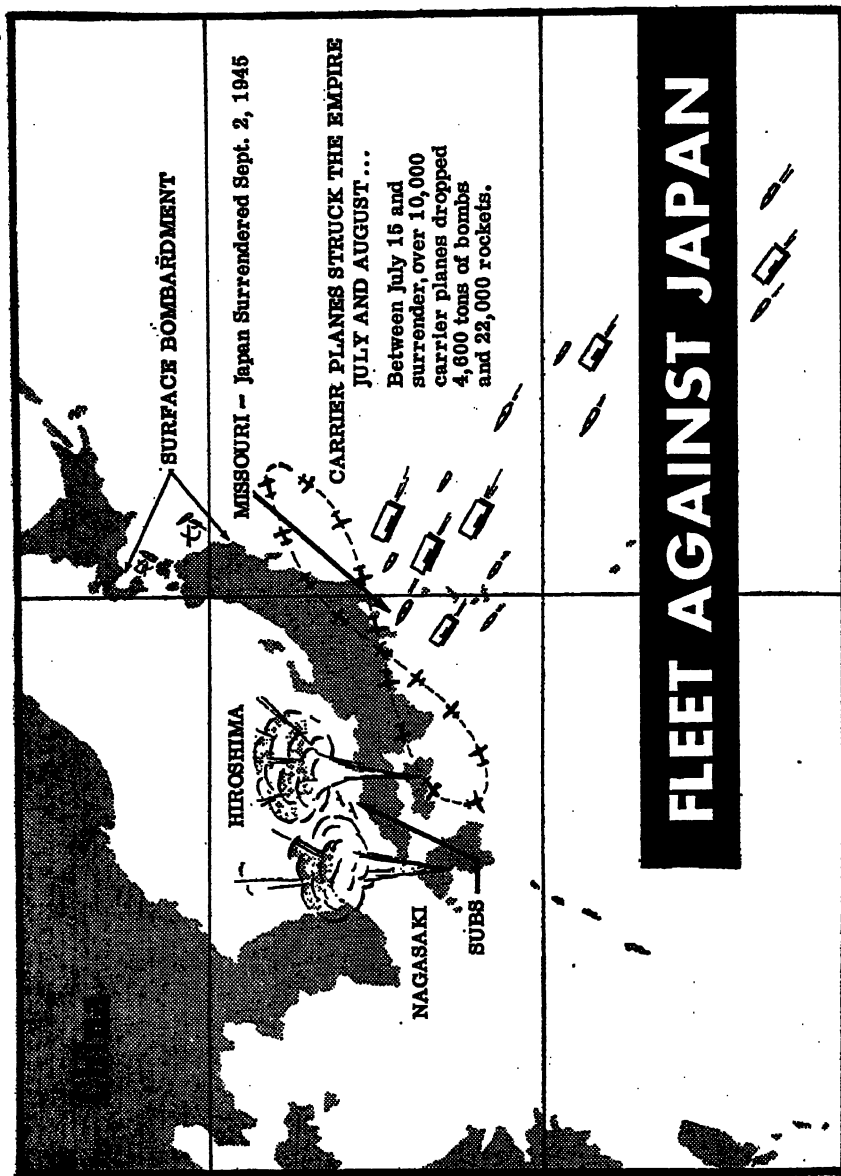 SURFACE BOMBARDMENT
MISSOURI – Japan Surrendered Sept. 2, 1945
CARRIER PLANES STRUCK THE EMPIRE
JULY AND AUGUST...
Between July 15 and
surrender, over 10,000
carrier planes dropped
4,600 tons of bombs
and 22,000 rockets.
HIROSHIMA
NAGASAKI
SUBS
FLEET AGAINST JAPAN